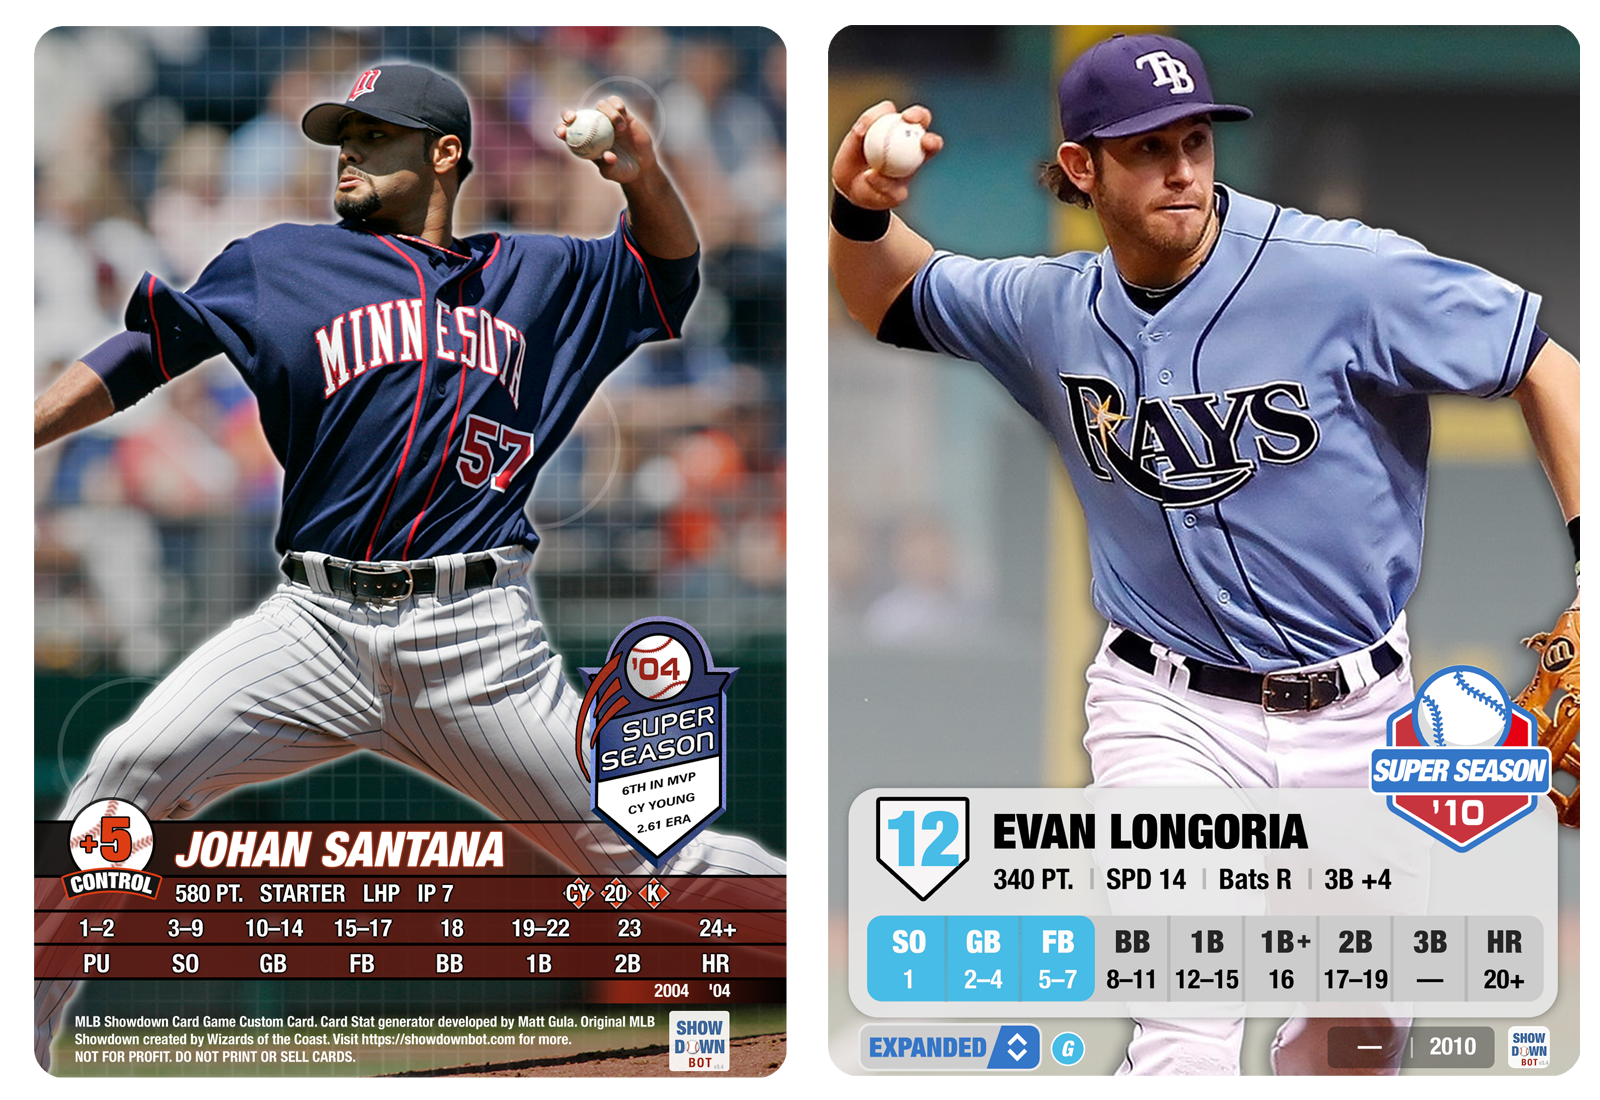 MINNESOTA
57
'04
SUPER
SEASON
6TH IN MVP
CY YOUNG
2.61 ERA
+5
CONTROL
JOHAN SANTANA
580 PT. STARTER LHP IP 7
CY 20 K
1–2 3–9 10–14 15–17 18 19–22 23 24+
PU SO GB FB BB 1B 2B HR
2004 '04
MLB Showdown Card Game Custom Card. Card Stat generator developed by Matt Gula. Original MLB
Showdown created by Wizards of the Coast. Visit https://showdownbot.com for more.
NOT FOR PROFIT. DO NOT PRINT OR SELL CARDS.
SHOW
DOWN
BOT
TB
RAYS
SUPER SEASON
'10
12
EVAN LONGORIA
340 PT. | SPD 14 | Bats R | 3B +4
SO GB FB BB 1B 1B+ 2B 3B HR
1 2–4 5–7 8–11 12–15 16 17–19 — 20+
EXPANDED
G
— | 2010
SHOW
DOWN
BOT